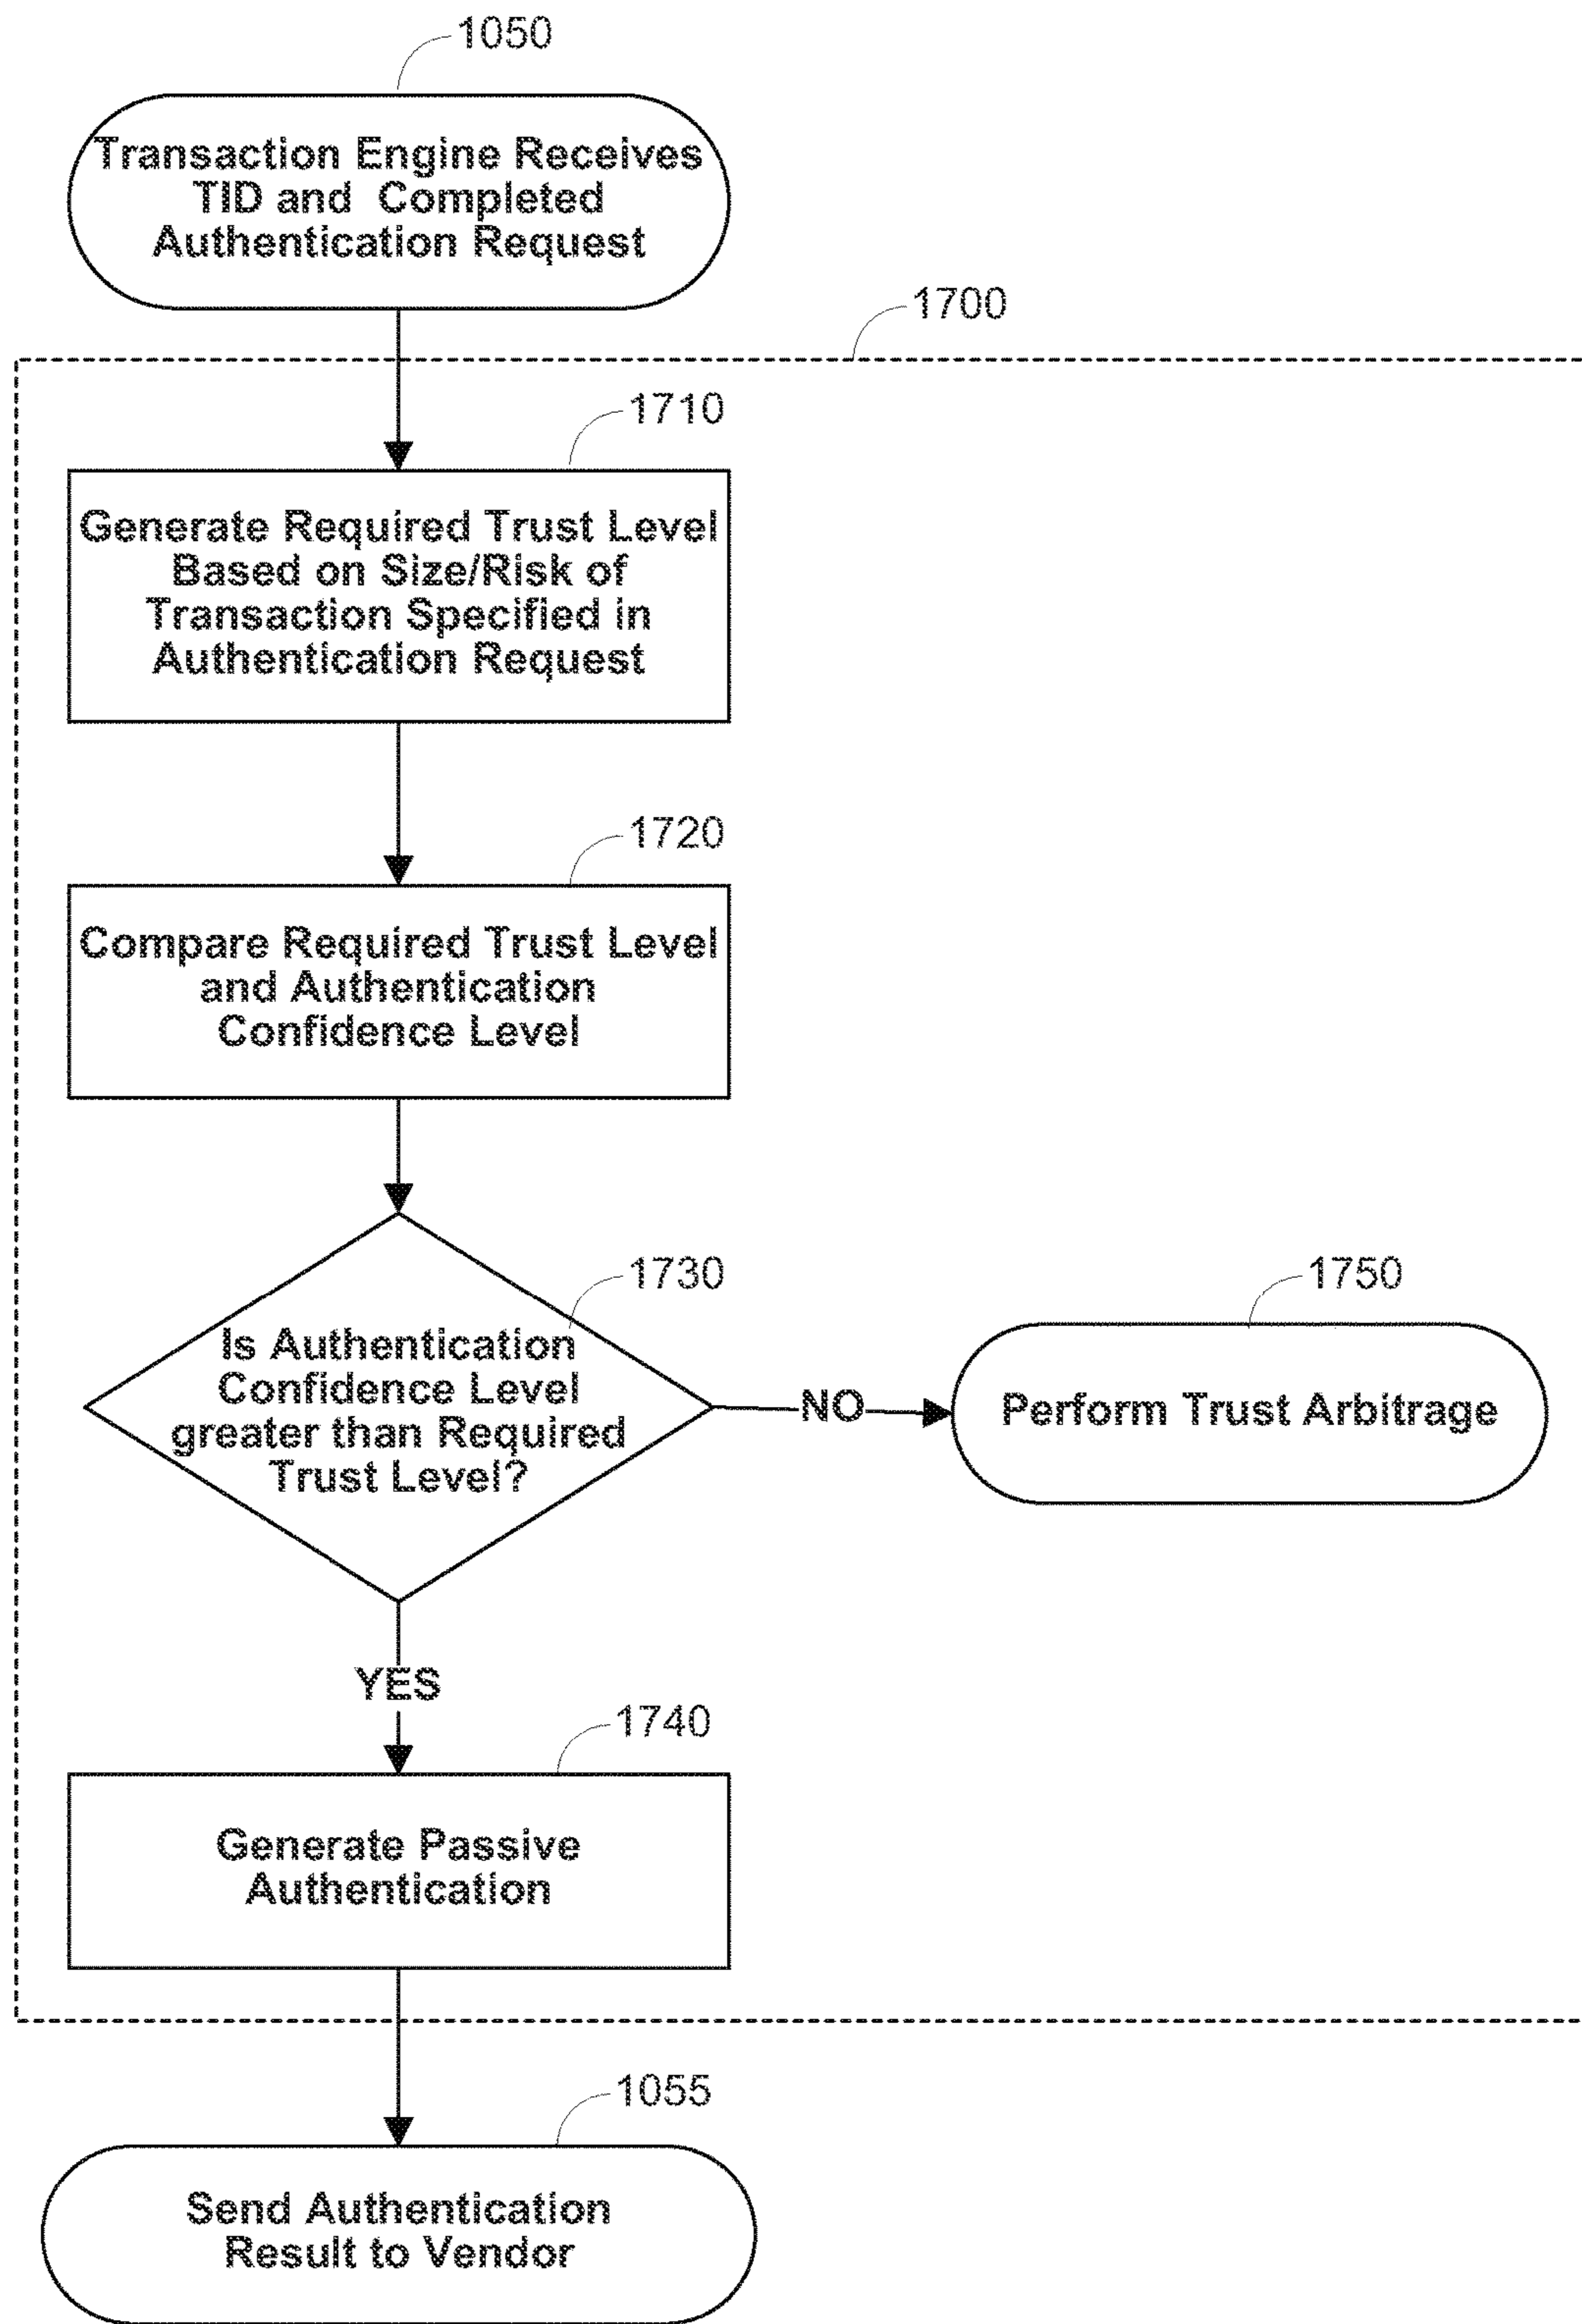 1050
Transaction Engine Receives
TID and Completed
Authentication Request
1700
1710
Generate Required Trust Level
Based on Size/Risk of
Transaction Specified in
Authentication Request
1720
Compare Required Trust Level
and Authentication
Confidence Level
1730
Is Authentication
Confidence Level
greater than Required
Trust Level?
NO
1750
Perform Trust Arbitrage
YES
1740
Generate Passive
Authentication
1055
Send Authentication
Result to Vendor